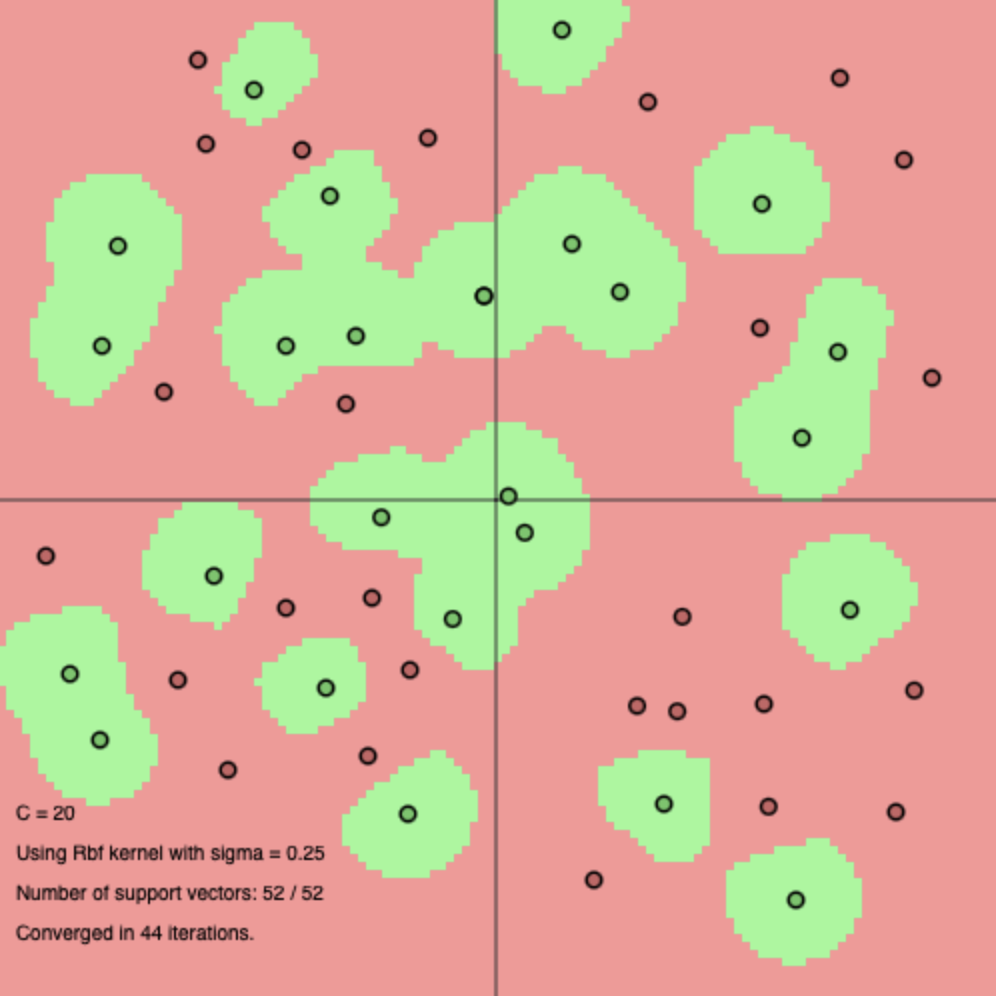 C = 20
Using Rbf kernel with sigma = 0.25
Number of support vectors: 52 / 52
Converged in 44 iterations.